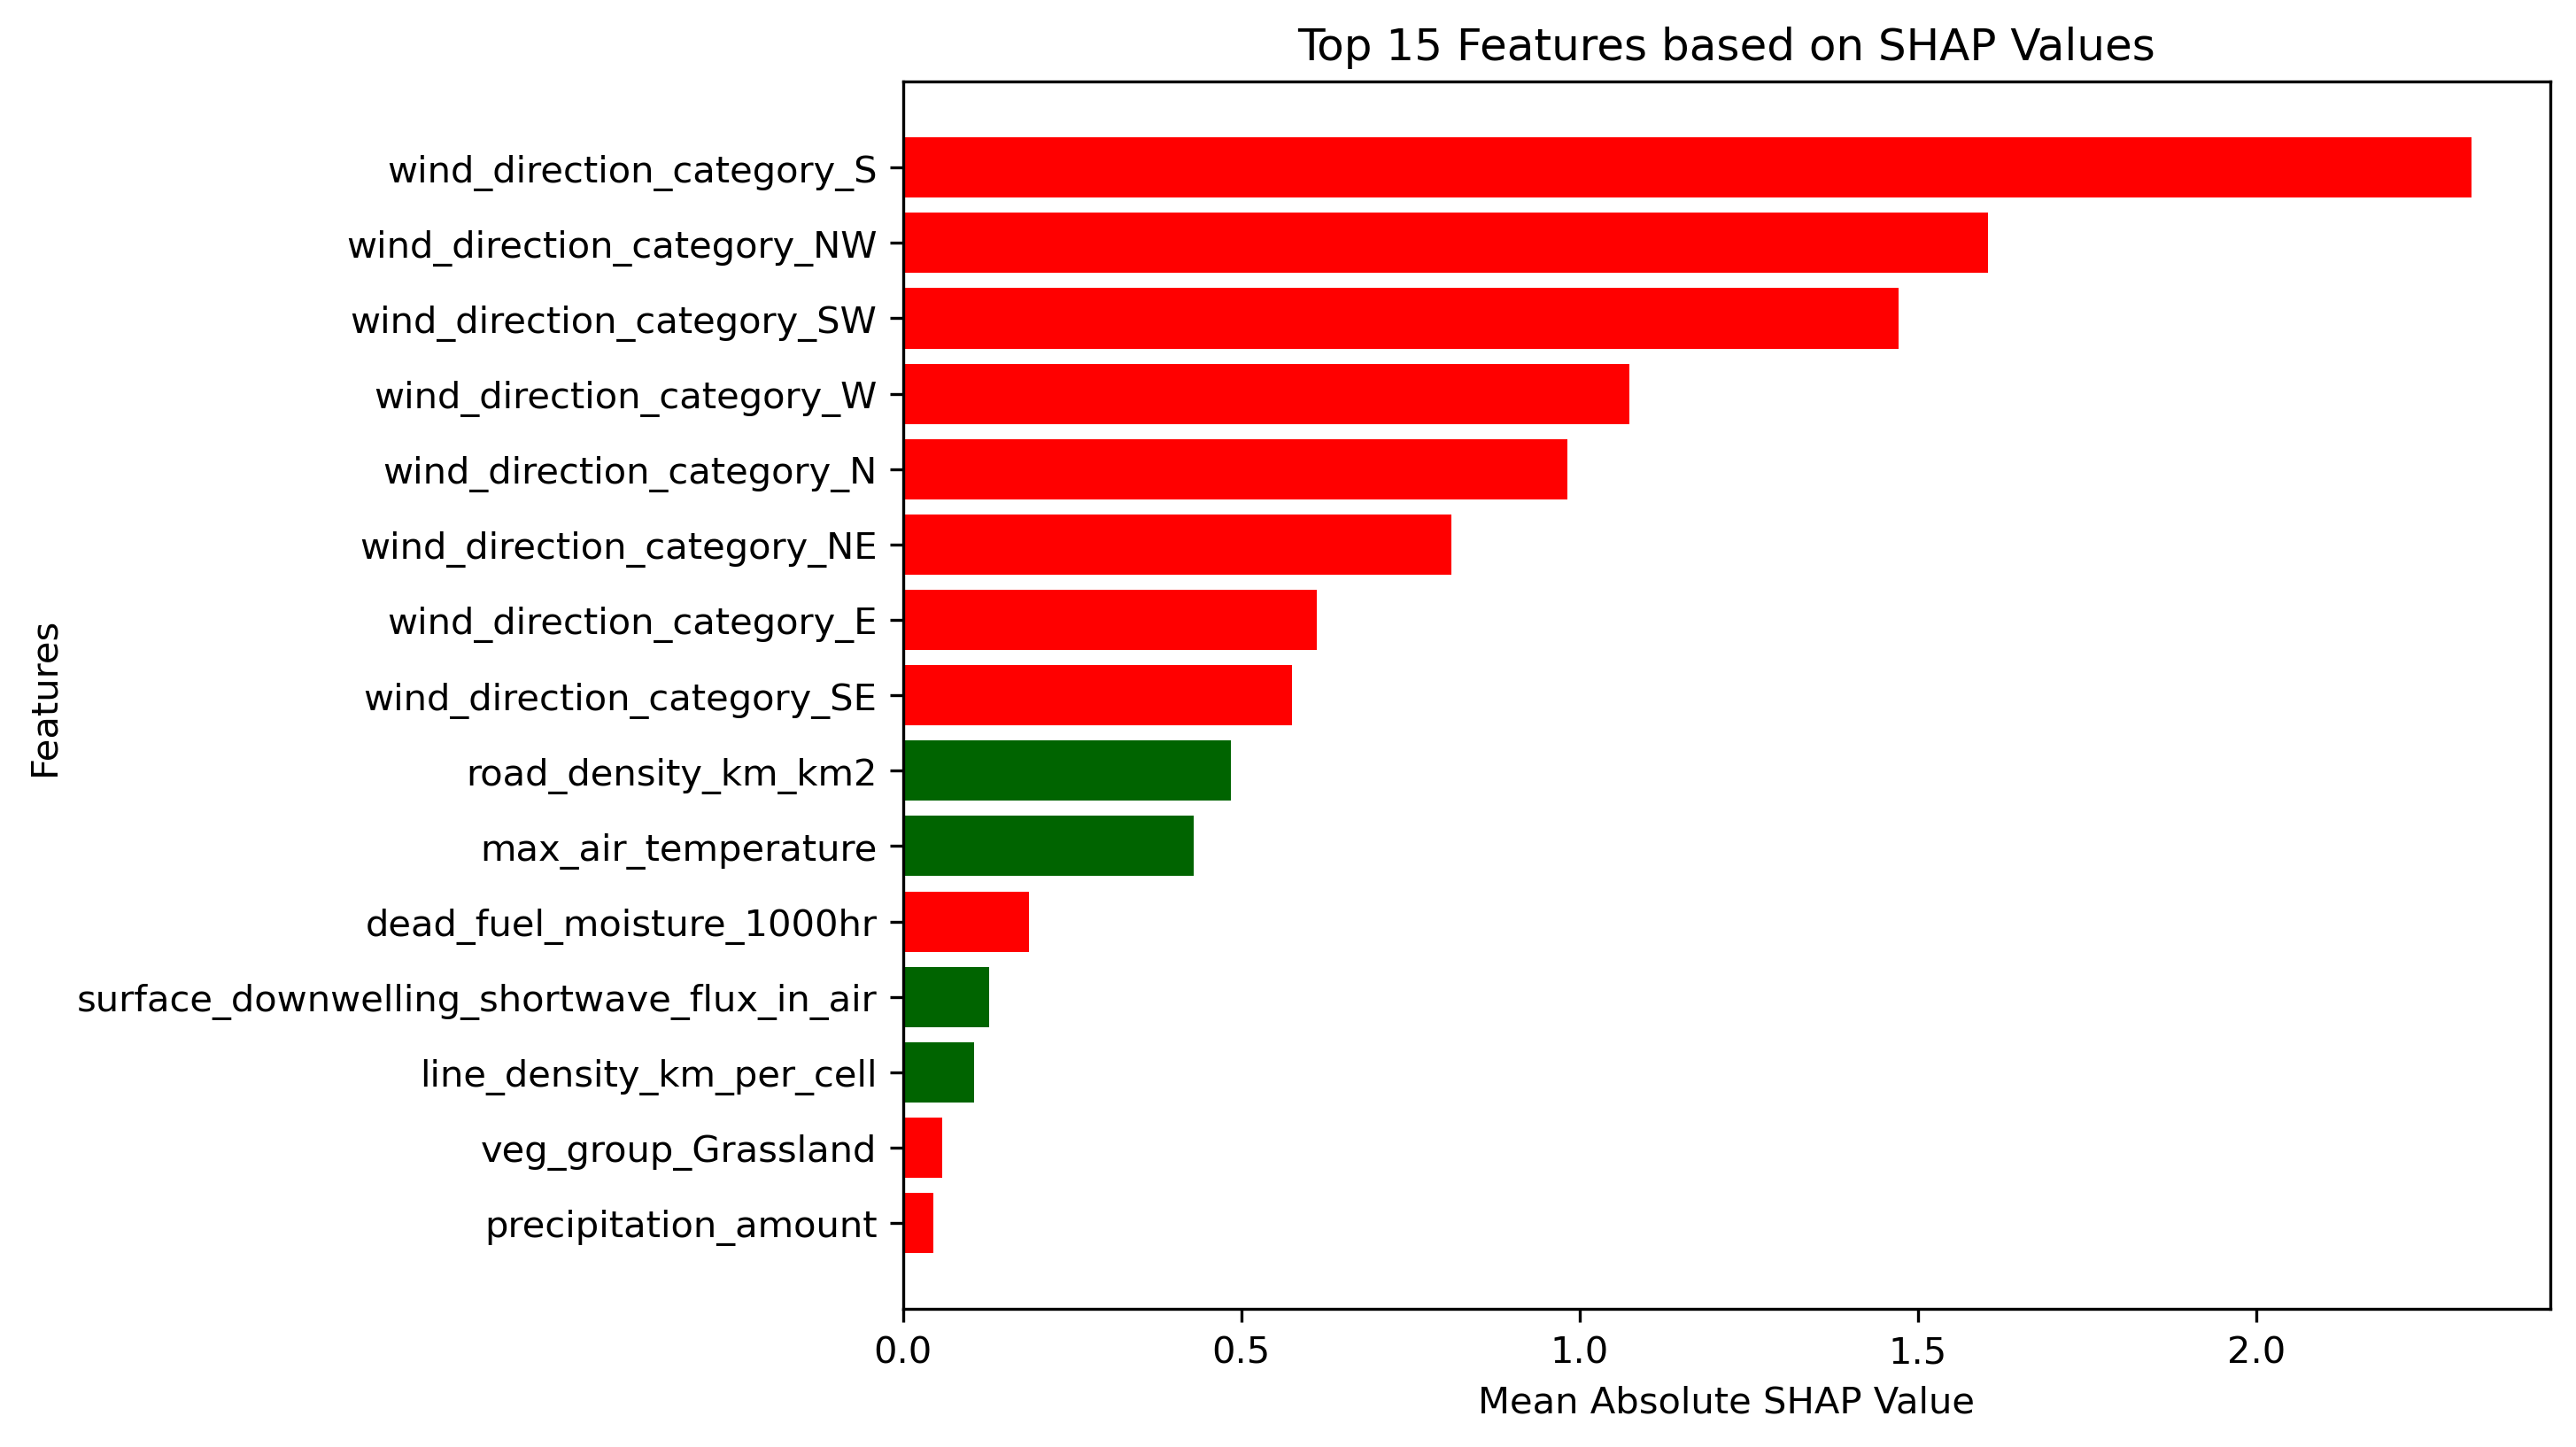 Top 15 Features based on SHAP Values
Features
wind_direction_category_S
wind_direction_category_NW
wind_direction_category_SW
wind_direction_category_W
wind_direction_category_N
wind_direction_category_NE
wind_direction_category_E
wind_direction_category_SE
road_density_km_km2
max_air_temperature
dead_fuel_moisture_1000hr
surface_downwelling_shortwave_flux_in_air
line_density_km_per_cell
veg_group_Grassland
precipitation_amount
0.0 0.5 1.0 1.5 2.0
Mean Absolute SHAP Value